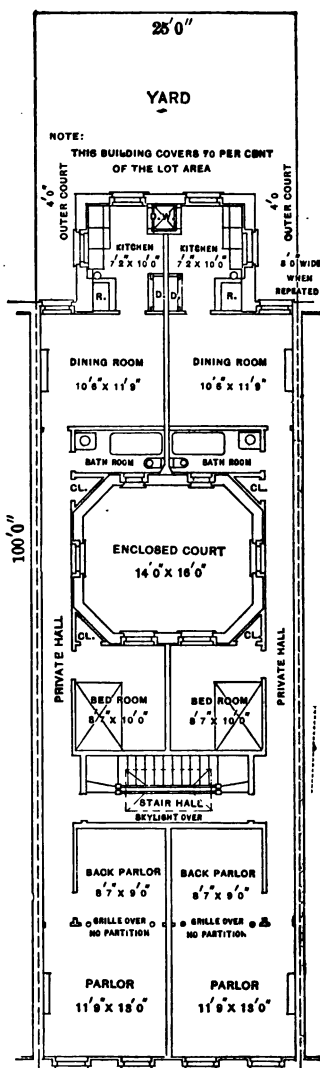 25'0"
YARD
NOTE:
THIS BUILDING COVERS 70 PER CENT
OF THE LOT AREA
4'0"
OUTER COURT
4'0
OUTER COURT
D.W.
KITCHEN
7'2" X 10'0"
KITCHEN
7'2" X 10'0"
8'0" WIDE
WHEN
REPEATED
R.
D.
D.
R.
DINING ROOM
10'6" X 11'9"
DINING ROOM
10'6" X 11'9"
BATH ROOM
BATH ROOM
CL.
CL.
100'0"
ENCLOSED COURT
14'0" X 16'0"
CL.
CL.
PRIVATE HALL
PRIVATE HALL
BED ROOM
8'7" X 10'0"
BED ROOM
8'7" X 10'0"
STAIR HALL
SKYLIGHT OVER
BACK PARLOR
8'7" X 9'0"
BACK PARLOR
8'7" X 9'0"
GRILLE OVER
NO PARTITION
GRILLE OVER
NO PARTITION
PARLOR
11'9" X 13'0"
PARLOR
11'9" X 13'0"